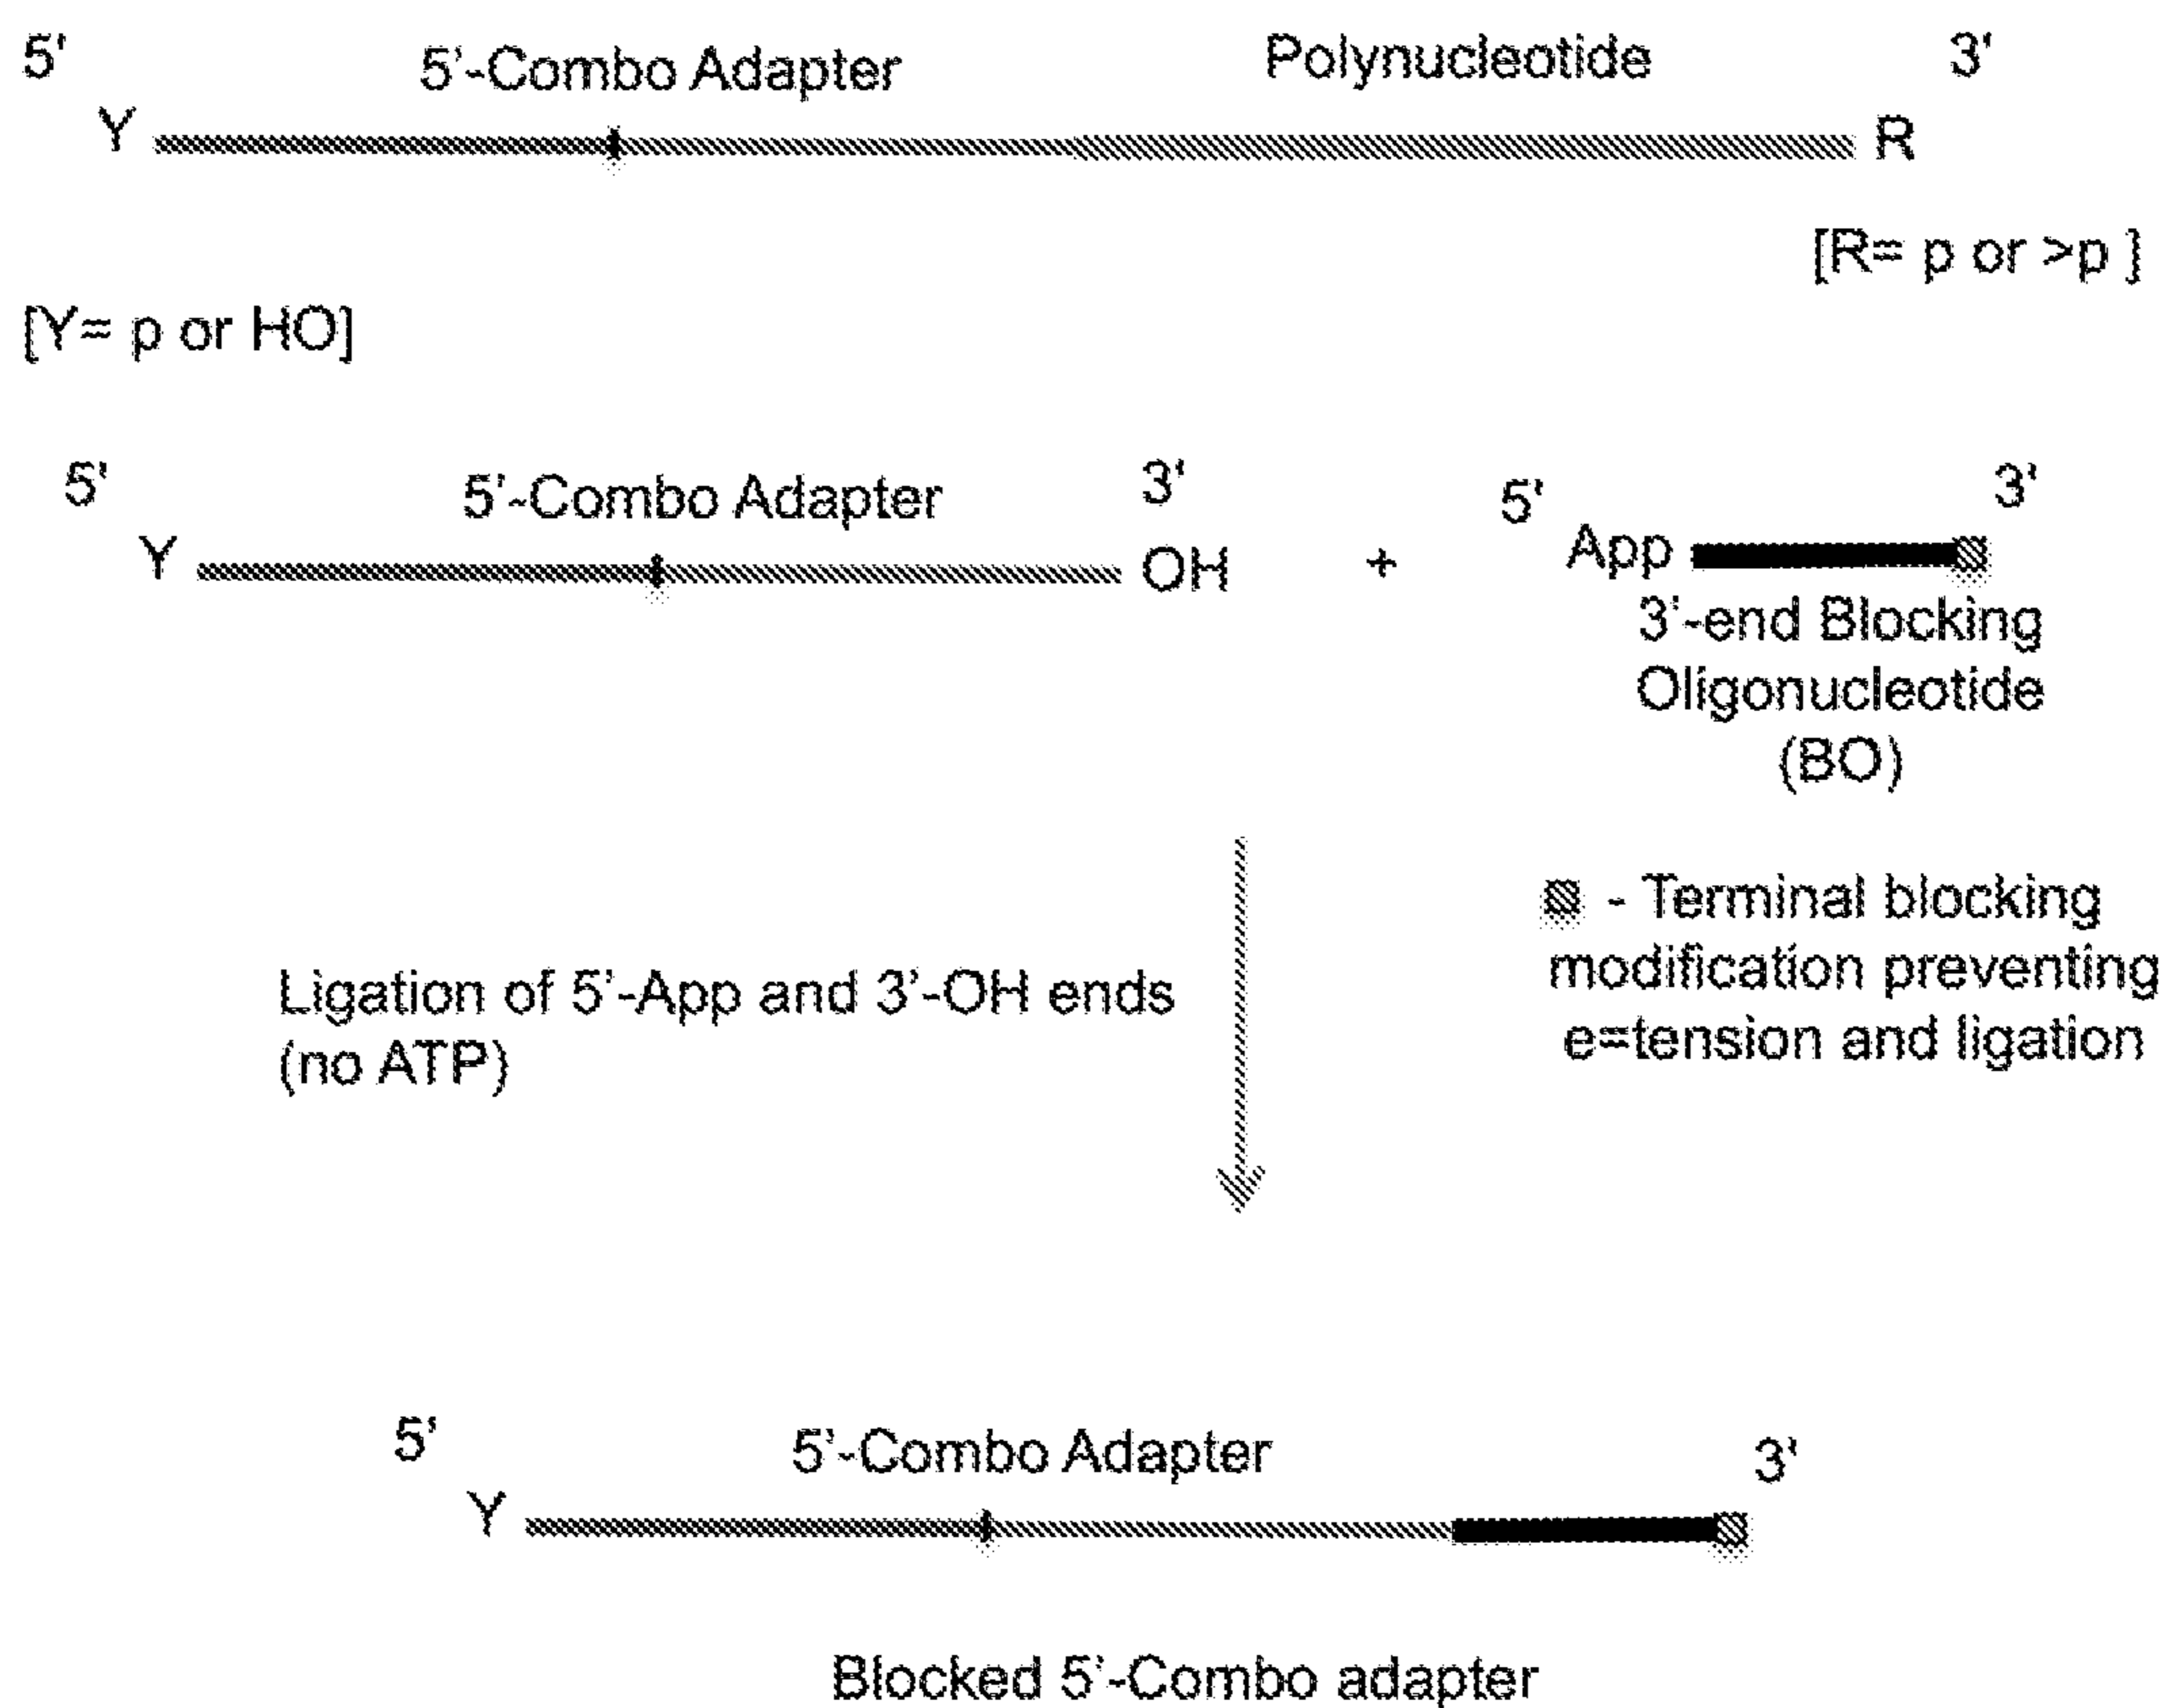 5' 5'-Combo Adapter Polynucleotide 3'
Y R
[R= p or >p ]
[Y= p or HO]
5' 5'-Combo Adapter 3' 5' 3'
Y OH + App
3'-end Blocking
Oligonucleotide
(BO)
- Terminal blocking
modification preventing
e=tension and ligation
Ligation of 5'-App and 3'-OH ends
(no ATP)
5' 5'-Combo Adapter 3'
Y
Blocked 5'-Combo adapter